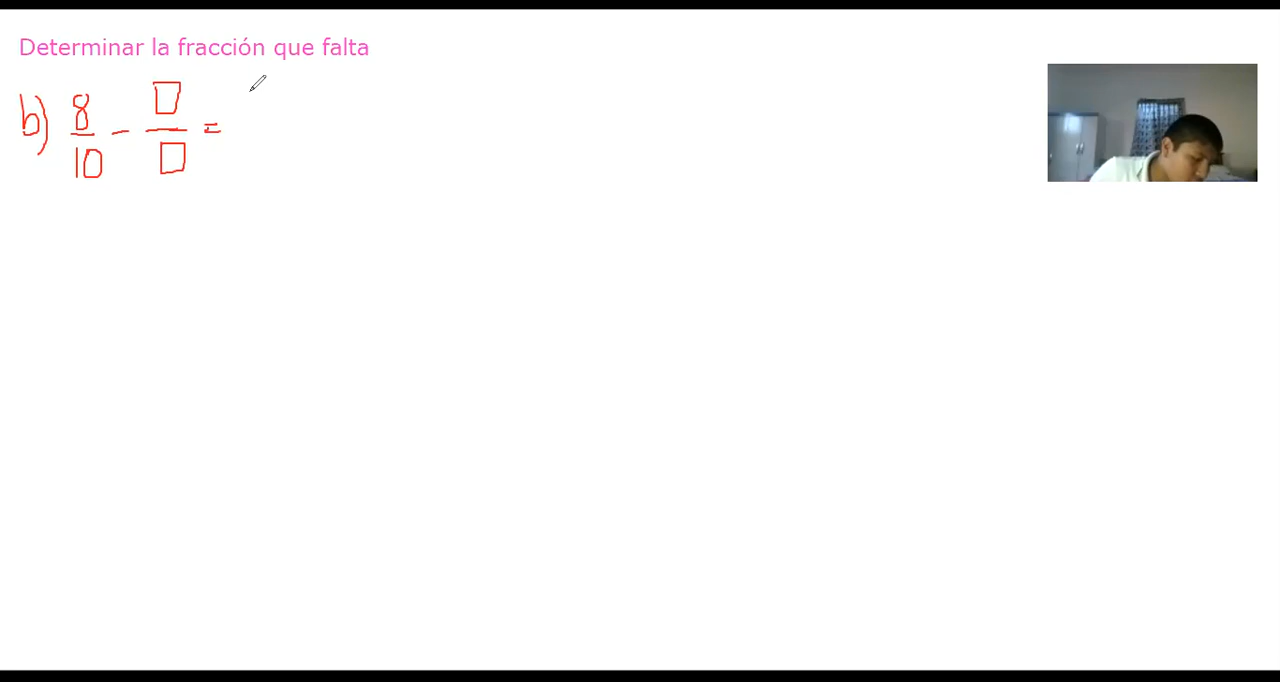 Determinar la fracción que falta
b) 8/10 - □/□ =